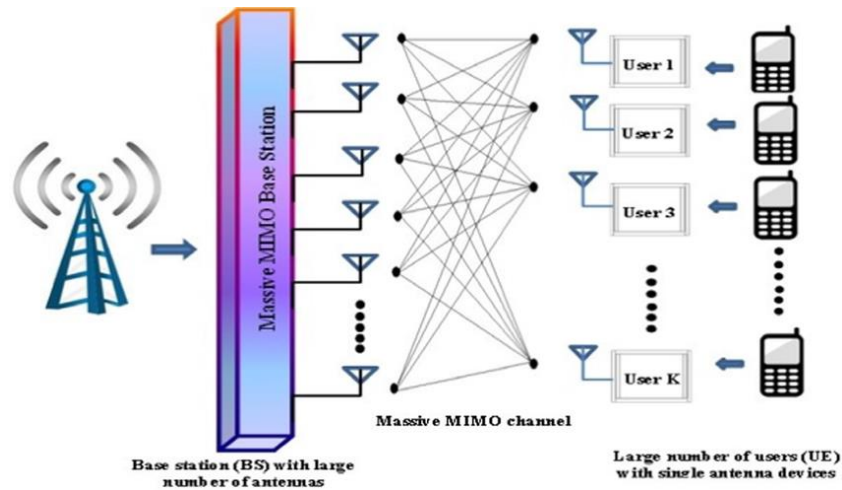 Massive MIMO Base Station
User 1
User 2
User 3
User K
Massive MIMO channel
Base station (BS) with large
number of antennas
Large number of users (UE)
with single antenna devices